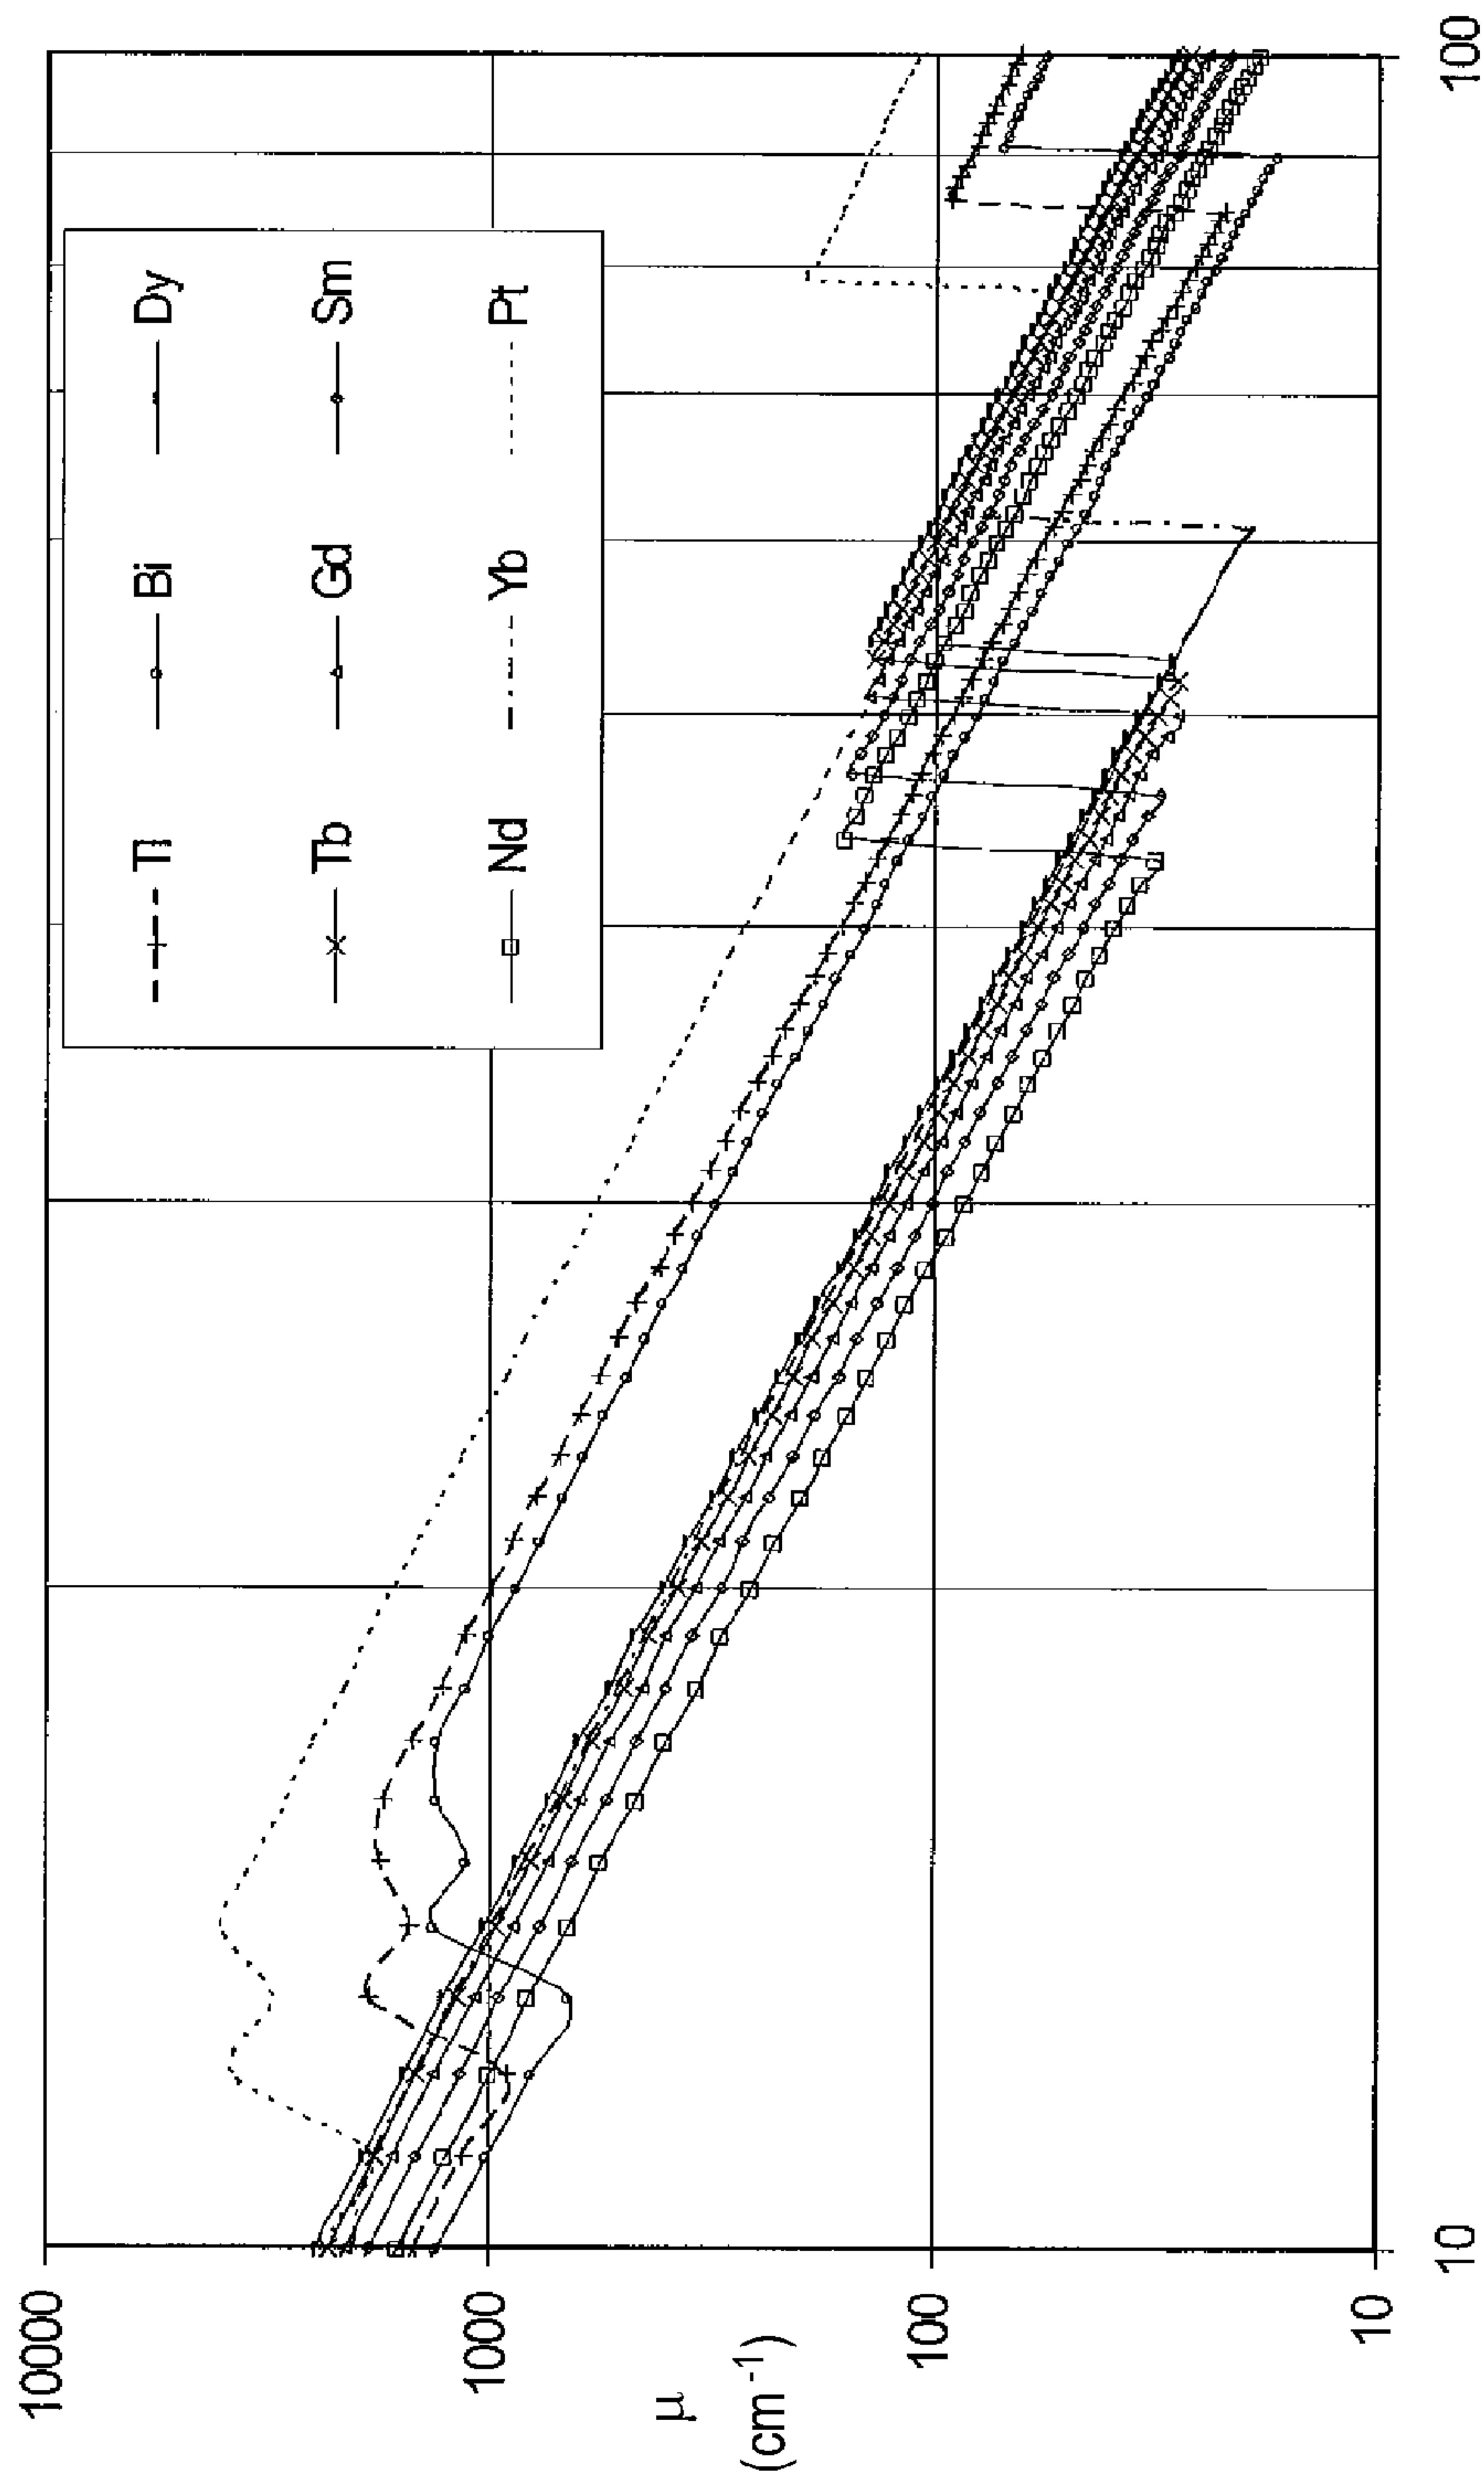 10000
1000
100
10
μ
(cm -1)
Tl Bi Dy
Tb Gd Sm
Nd Yb Pt
10 100